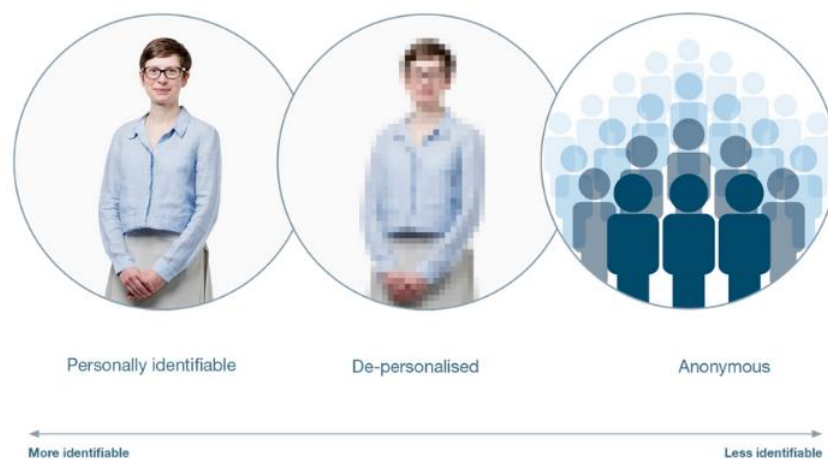 Personally identifiable
De-personalised
Anonymous
More identifiable
Less identifiable